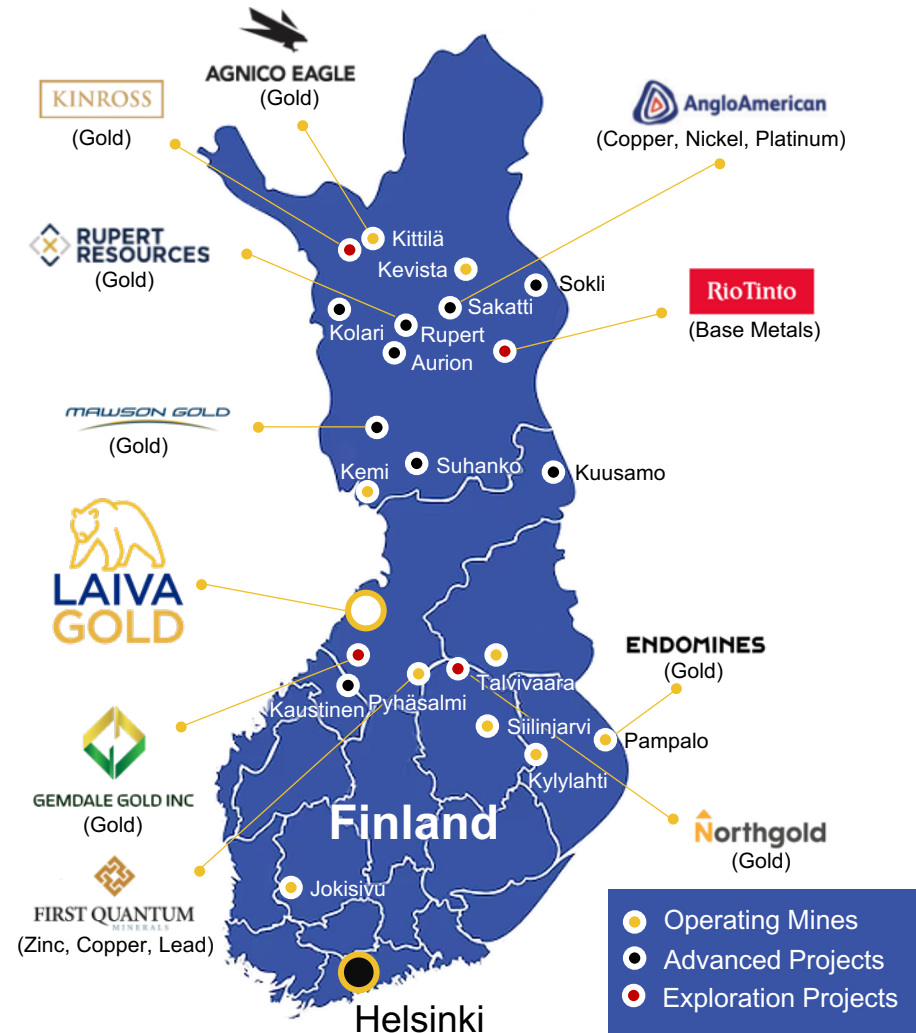 AGNICO EAGLE
(Gold)
KINROSS
(Gold)
AngloAmerican
(Copper, Nickel, Platinum)
RUPERT
RESOURCES
(Gold)
Kittilä
Kevista
Sokli
Sakatti
RioTinto
(Base Metals)
Kolari
Rupert
Aurion
MAWSON GOLD
(Gold)
Kemi
Suhanko
Kuusamo
LAIVA
GOLD
ENDOMINES
(Gold)
Talvivaara
Kaustinen
Pyhäsalmi
Siilinjarvi
Pampalo
Kylylahti
GEMDALE GOLD INC
(Gold)
Finland
Northgold
(Gold)
FIRST QUANTUM
MINERALS
(Zinc, Copper, Lead)
Jokisivu
Operating Mines
Advanced Projects
Exploration Projects
Helsinki